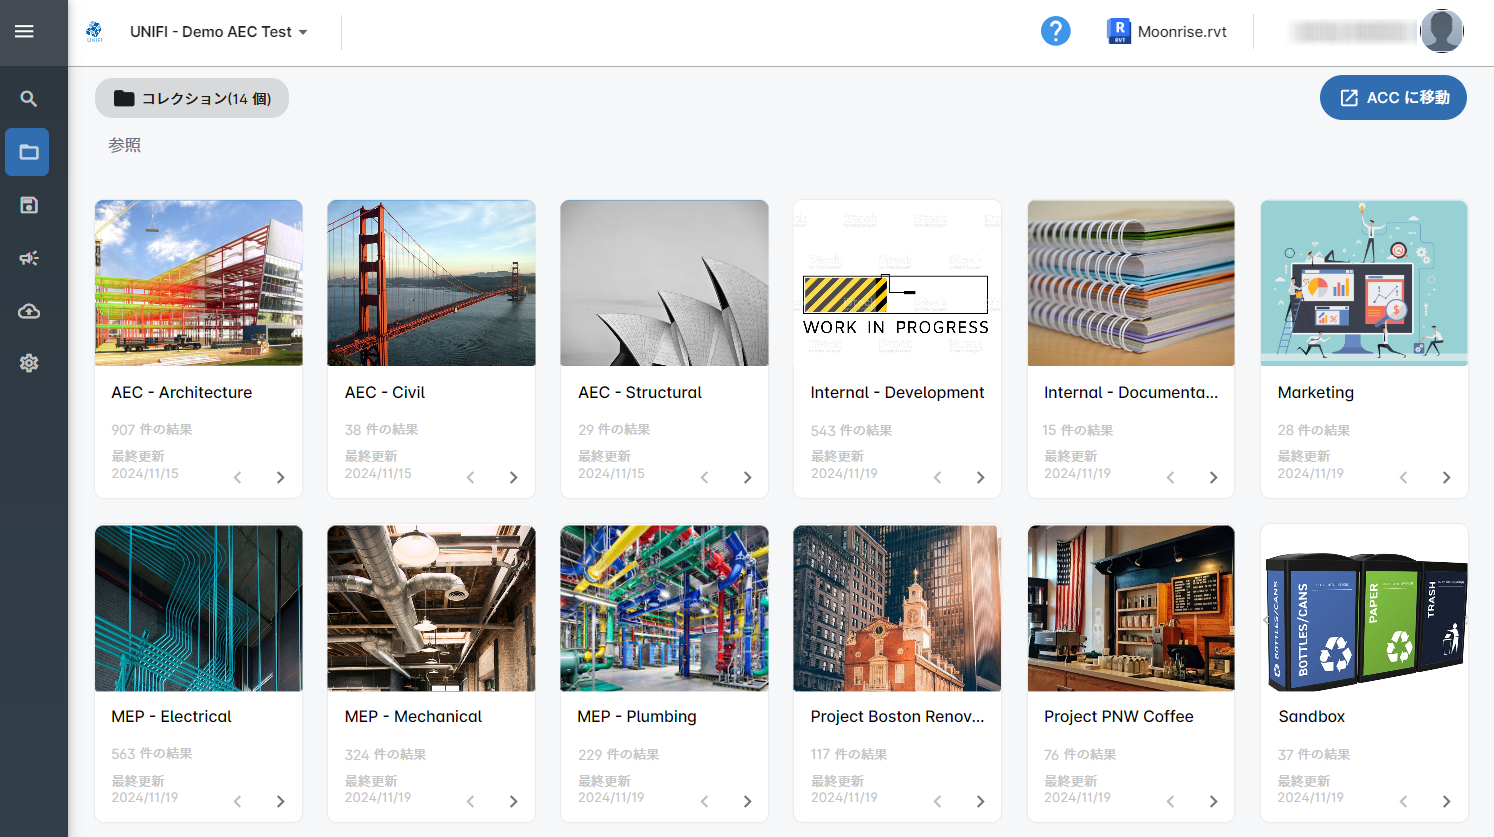 UNIFI
UNIFI - Demo AEC Test
?
R
RVT
Moonrise.rvt
コレクション(14 個)
ACC に移動
参照
WORK IN PROGRESS
AEC - Architecture
907 件の結果
最終更新
2024/11/15
AEC - Civil
38 件の結果
最終更新
2024/11/15
AEC - Structural
29 件の結果
最終更新
2024/11/15
Internal - Development
543 件の結果
最終更新
2024/11/19
Internal - Documenta...
15 件の結果
最終更新
2024/11/19
Marketing
28 件の結果
最終更新
2024/11/19
BOTTLES/CANS
BOTTLES/CANS
PAPER
TRASH
MEP - Electrical
563 件の結果
最終更新
2024/11/19
MEP - Mechanical
324 件の結果
最終更新
2024/11/19
MEP - Plumbing
229 件の結果
最終更新
2024/11/19
Project Boston Renov...
117 件の結果
最終更新
2024/11/19
Project PNW Coffee
76 件の結果
最終更新
2024/11/19
Sandbox
37 件の結果
最終更新
2024/11/19